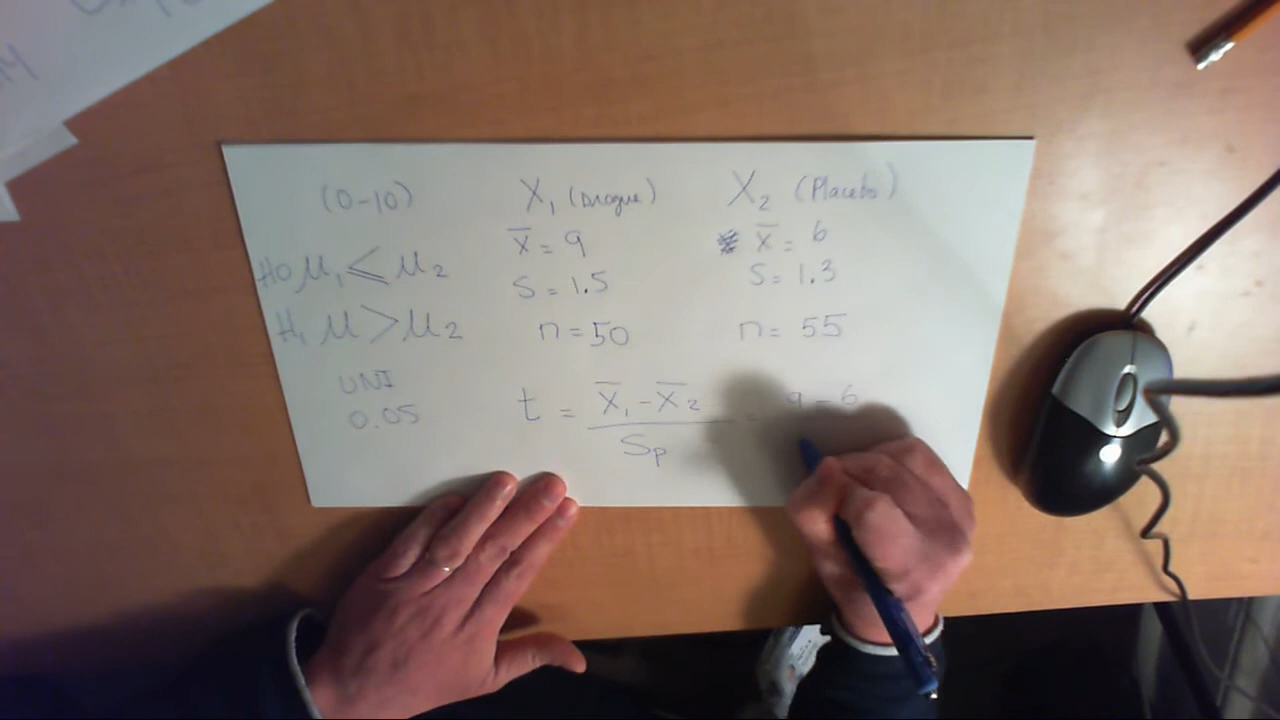 (0-10) X₁ (Drogue) X₂ (Placebo)
x̄ = 9 x̄ = 6
H0 μ₁ ≤ μ₂ S = 1.5 S = 1.3
H₁ μ > μ₂ n = 50 n = 55
UNI
0.05 t = X̄₁ - X̄₂ = 9 - 6
Sp